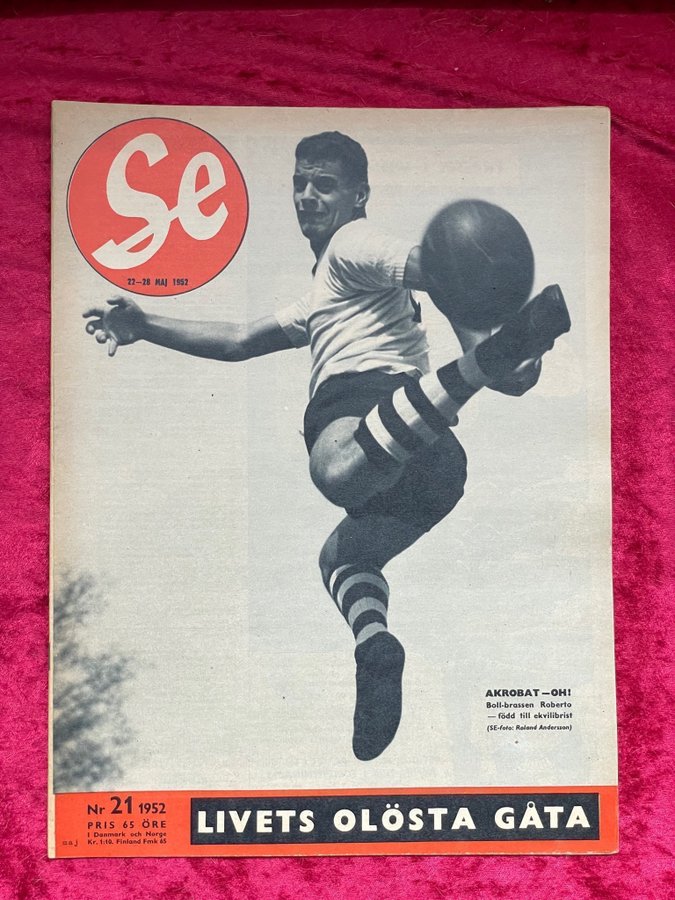 Se
22–28 MAJ 1952
AKROBAT—OH!
Boll-brassen Roberto
— född till ekvilibrist
(SE-foto: Roland Andersson)
Nr 21 1952
PRIS 65 ÖRE
I Danmark och Norge
Kr. 1:10. Finland Fmk 65
maj
LIVETS OLÖSTA GÅTA